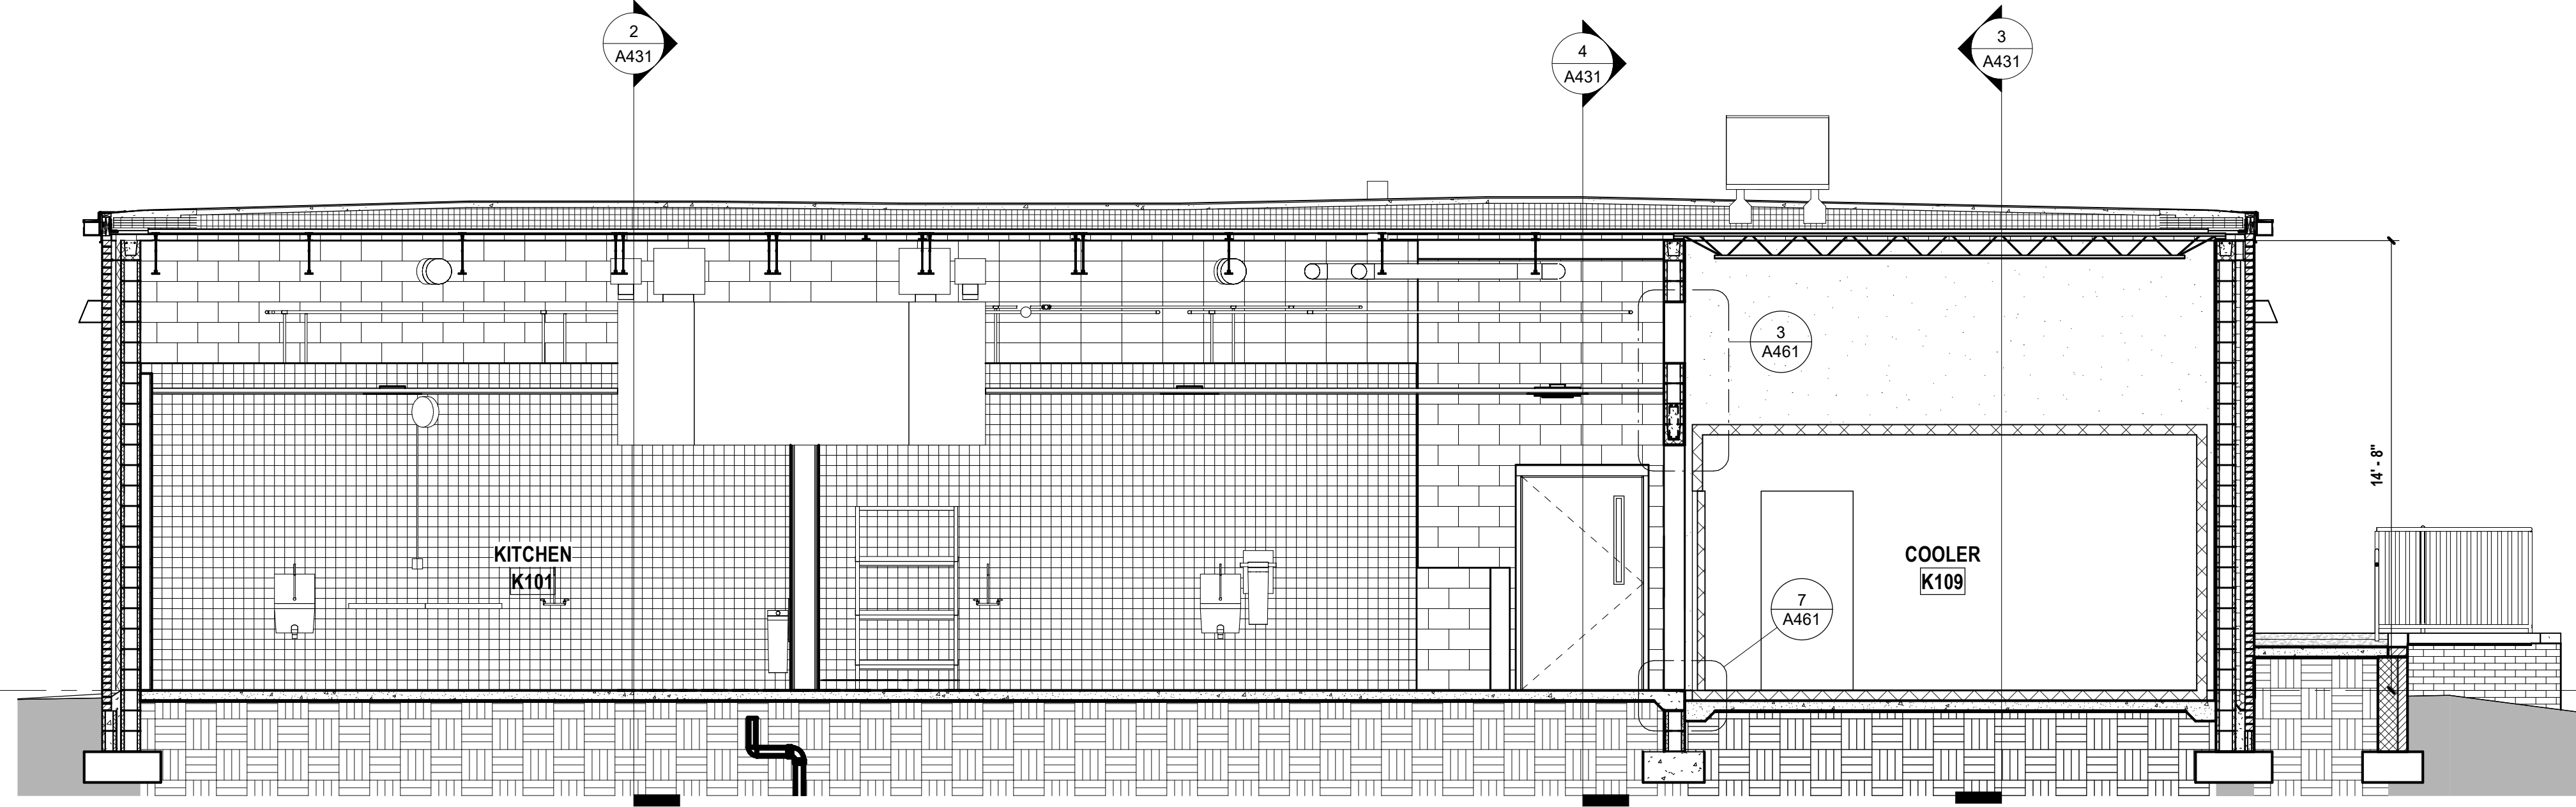 2
A431
4
A431
3
A431
3
A461
14' - 8"
KITCHEN
K101
COOLER
K109
7
A461